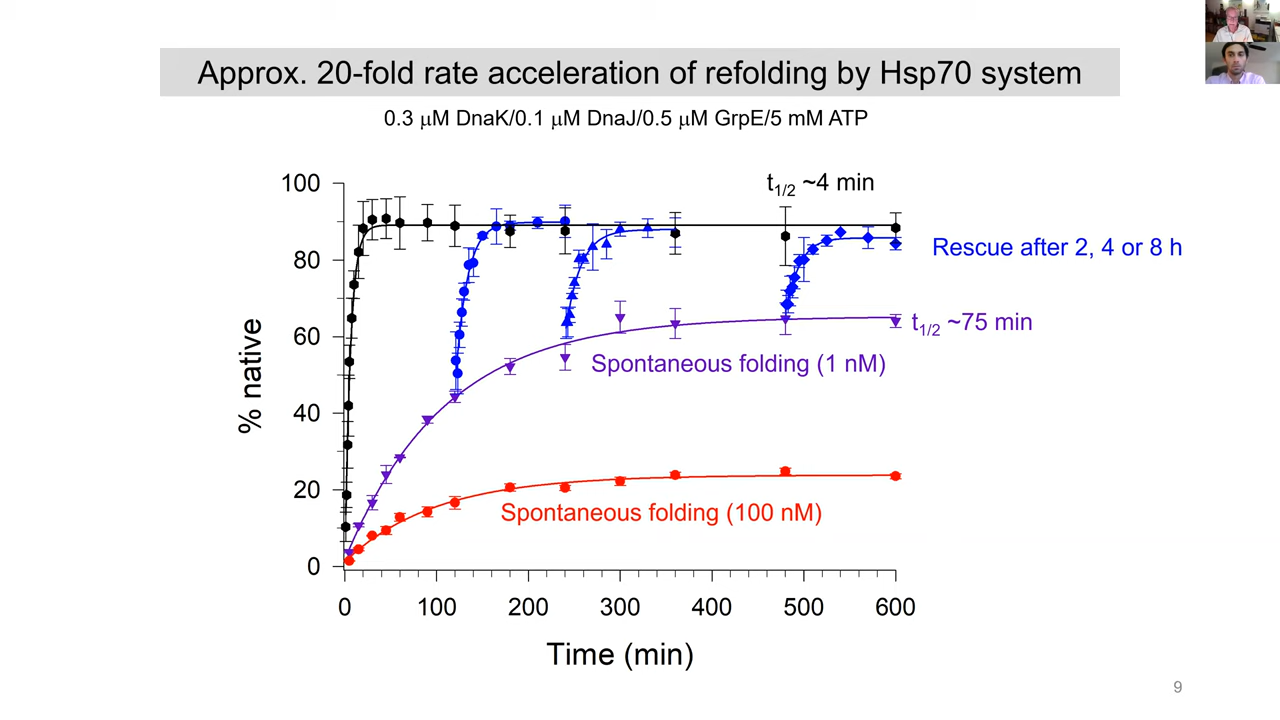 Approx. 20-fold rate acceleration of refolding by Hsp70 system
0.3 μM DnaK/0.1 μM DnaJ/0.5 μM GrpE/5 mM ATP
% native
100
80
60
40
20
0
t1/2 ~4 min
Rescue after 2, 4 or 8 h
t1/2 ~75 min
Spontaneous folding (1 nM)
Spontaneous folding (100 nM)
0 100 200 300 400 500 600
Time (min)
9